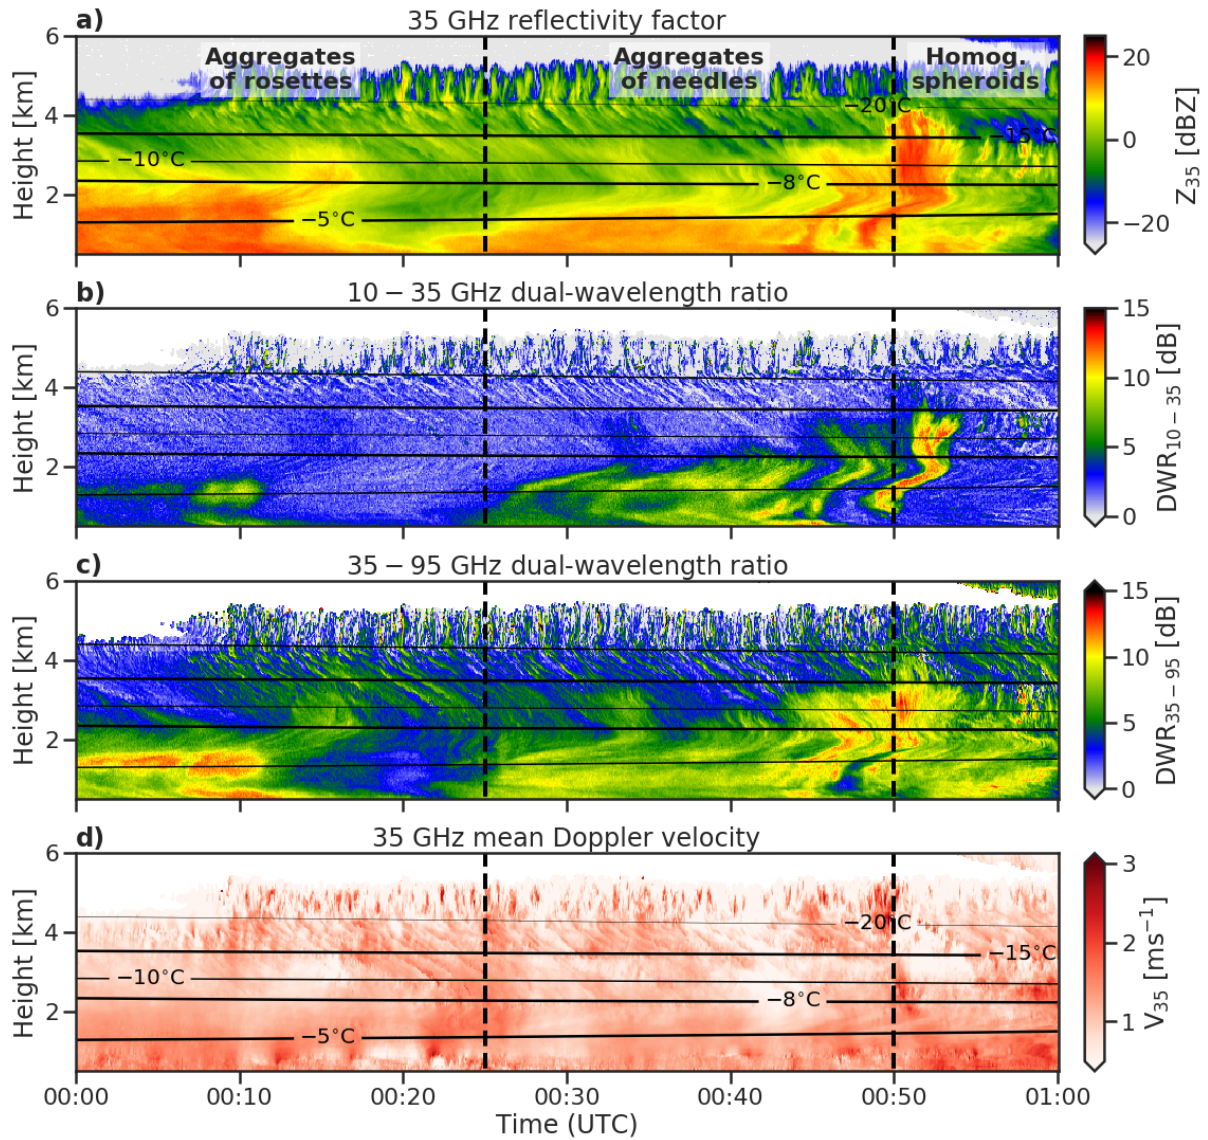 a) 35 GHz reflectivity factor
6
4
2
Height [km]
Aggregates of rosettes
Aggregates of needles
Homog. spheroids
−20°C
−15°C
−10°C
−8°C
−5°C
20
0
−20
Z35 [dBZ]
b) 10 − 35 GHz dual-wavelength ratio
6
4
2
Height [km]
15
10
5
0
DWR10−35 [dB]
c) 35 − 95 GHz dual-wavelength ratio
6
4
2
Height [km]
15
10
5
0
DWR35−95 [dB]
d) 35 GHz mean Doppler velocity
6
4
2
Height [km]
−20°C
−15°C
−10°C
−8°C
−5°C
3
2
1
V35 [ms−1]
00:00 00:10 00:20 00:30 00:40 00:50 01:00
Time (UTC)